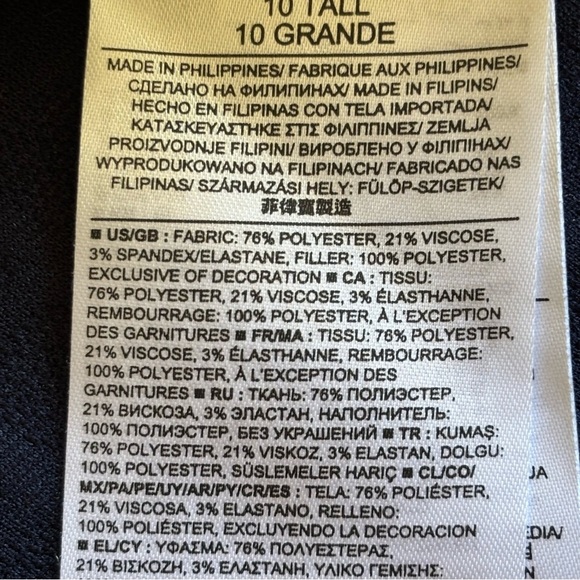 10 TALL
10 GRANDE
MADE IN PHILIPPINES/ FABRIQUE AUX PHILIPPINES/
СДЕЛАНО НА ФИЛИПИНАХ/ MADE IN FILIPINS/
HECHO EN FILIPINAS CON TELA IMPORTADA/
ΚΑΤΑΣΚΕΥΑΣΤΗΚΕ ΣΤΙΣ ΦΙΛΙΠΠΙΝΕΣ/ ZEMLJA
PROIZVODNJE FILIPINI/ ВИРОБЛЕНО У ФІЛІПІНАХ/
WYPRODUKOWANO NA FILIPINACH/ FABRICADO NAS
FILIPINAS/ SZÁRMAZÁSI HELY: FÜLÖP-SZIGETEK/
菲律賓製造
■ US/GB : FABRIC: 76% POLYESTER, 21% VISCOSE,
3% SPANDEX/ELASTANE, FILLER: 100% POLYESTER,
EXCLUSIVE OF DECORATION ■ CA : TISSU:
76% POLYESTER, 21% VISCOSE, 3% ÉLASTHANNE,
REMBOURRAGE: 100% POLYESTER, À L'EXCEPTION
DES GARNITURES ■ FR/MA : TISSU: 76% POLYESTER,
21% VISCOSE, 3% ÉLASTHANNE, REMBOURRAGE:
100% POLYESTER, À L'EXCEPTION DES
GARNITURES ■ RU : ТКАНЬ: 76% ПОЛИЭСТЕР,
21% ВИСКОЗА, 3% ЭЛАСТАН, НАПОЛНИТЕЛЬ:
100% ПОЛИЭСТЕР, БЕЗ УКРАШЕНИЙ ■ TR : KUMAŞ:
76% POLYESTER, 21% VISKOZ, 3% ELASTAN, DOLGU:
100% POLYESTER, SÜSLEMELER HARİÇ ■ CL/CO/
MX/PA/PE/UY/AR/PY/CR/ES : TELA: 76% POLIÉSTER,
21% VISCOSA, 3% ELASTANO, RELLENO:
100% POLIÉSTER, EXCLUYENDO LA DECORACION
■ EL/CY : ΥΦΑΣΜΑ: 76% ΠΟΛΥΕΣΤΕΡΑΣ,
21% ΒΙΣΚΟΖΗ, 3% ΕΛΑΣΤΑΝΗ, ΥΛΙΚΟ ΓΕΜΙΣΗΣ: